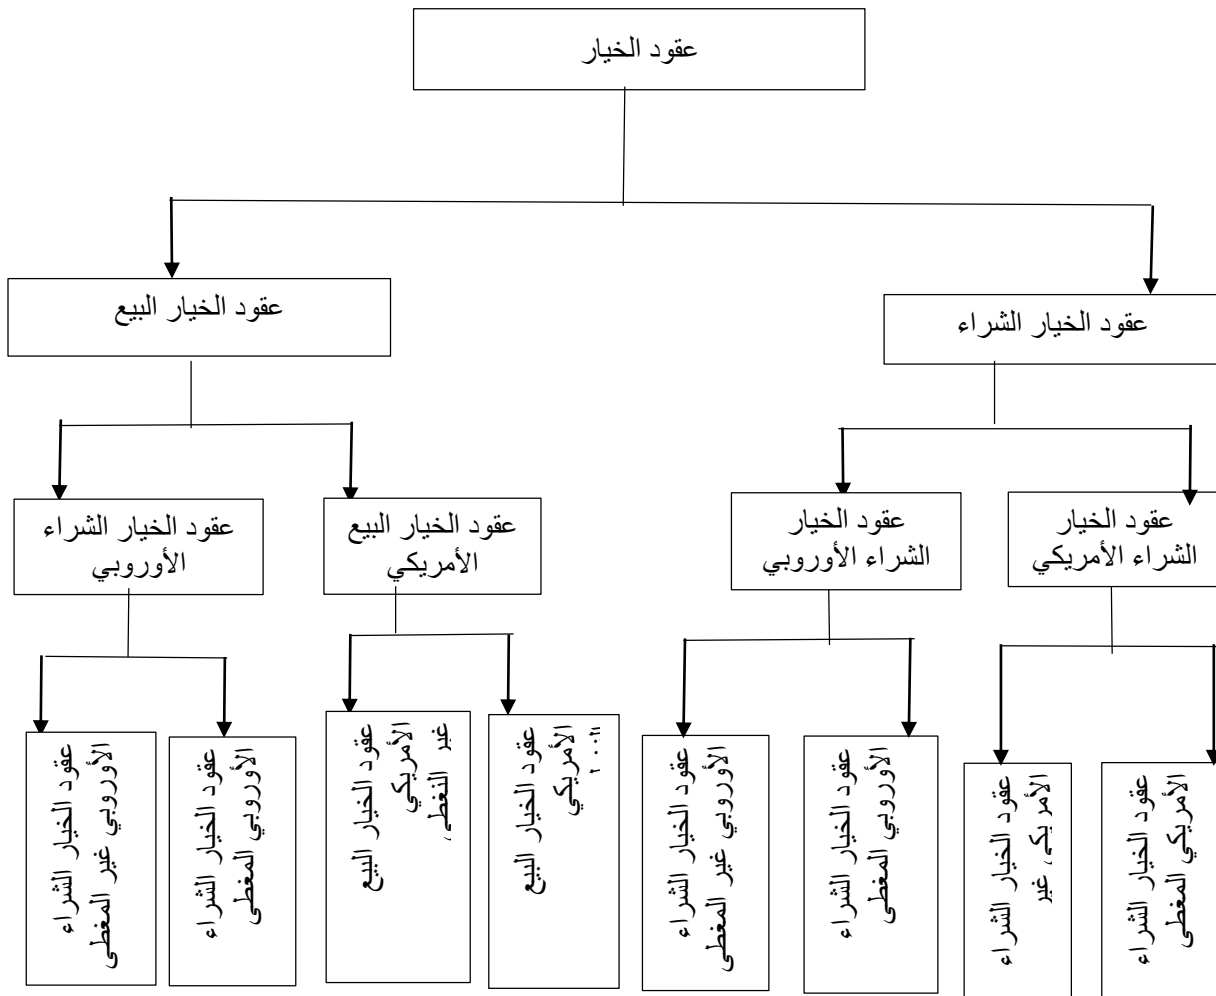 عقود الخيار
عقود الخيار الشراء
عقود الخيار البيع
عقود الخيار
الشراء الأمريكي
عقود الخيار
الشراء الأوروبي
عقود الخيار البيع
الأمريكي
عقود الخيار الشراء
الأوروبي
عقود الخيار الشراء
الأمريكي المغطى
عقود الخيار الشراء
الأمريكي غير
عقود الخيار الشراء
الأوروبي المغطى
عقود الخيار الشراء
الأوروبي غير المغطى
عقود الخيار البيع
الأمريكي
عقود الخيار البيع
الأمريكي
غير
عقود الخيار الشراء
الأوروبي المغطى
عقود الخيار الشراء
الأوروبي غير المغطى